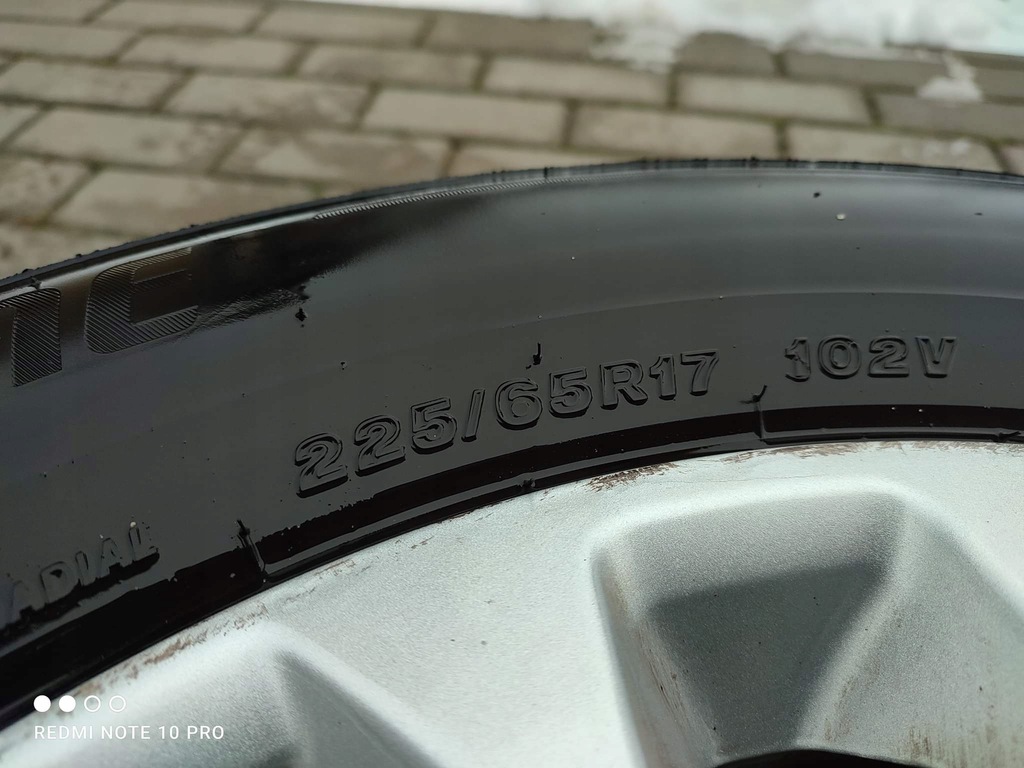 225/65R17 102V
ADIAL
REDMI NOTE 10 PRO